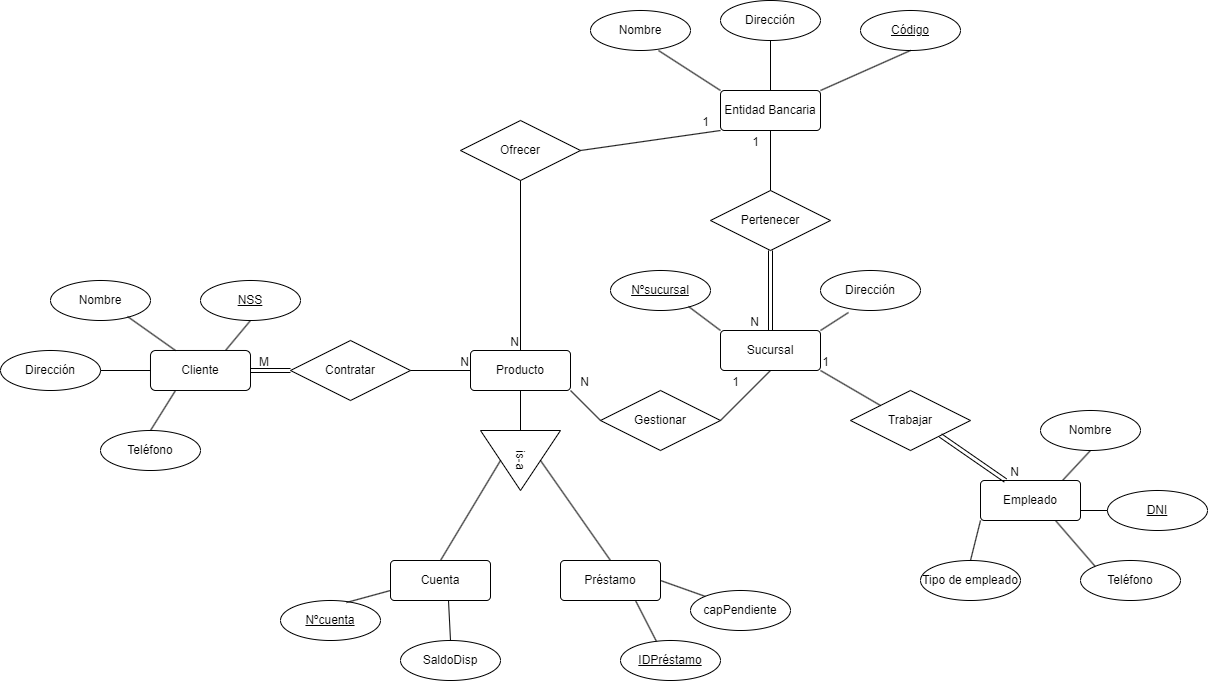 Dirección
Nombre
Código
Entidad Bancaria
1
1
Ofrecer
Pertenecer
Nombre
NSS
Nºsucursal
Dirección
N
N
Sucursal
M
N
1
Dirección
Cliente
Contratar
Producto
N
1
Gestionar
Trabajar
Teléfono
is-a
Nombre
N
Empleado
DNI
Cuenta
Préstamo
Tipo de empleado
Teléfono
Nºcuenta
capPendiente
SaldoDisp
IDPréstamo